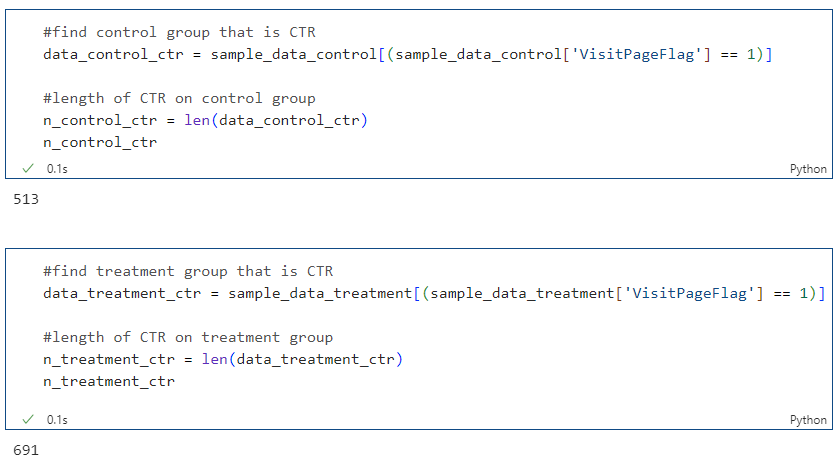 #find control group that is CTR
data_control_ctr = sample_data_control[(sample_data_control['VisitPageFlag'] == 1)]
#length of CTR on control group
n_control_ctr = len(data_control_ctr)
n_control_ctr
0.1s
Python
513
#find treatment group that is CTR
data_treatment_ctr = sample_data_treatment[(sample_data_treatment['VisitPageFlag'] == 1)]
#length of CTR on treatment group
n_treatment_ctr = len(data_treatment_ctr)
n_treatment_ctr
0.1s
Python
691